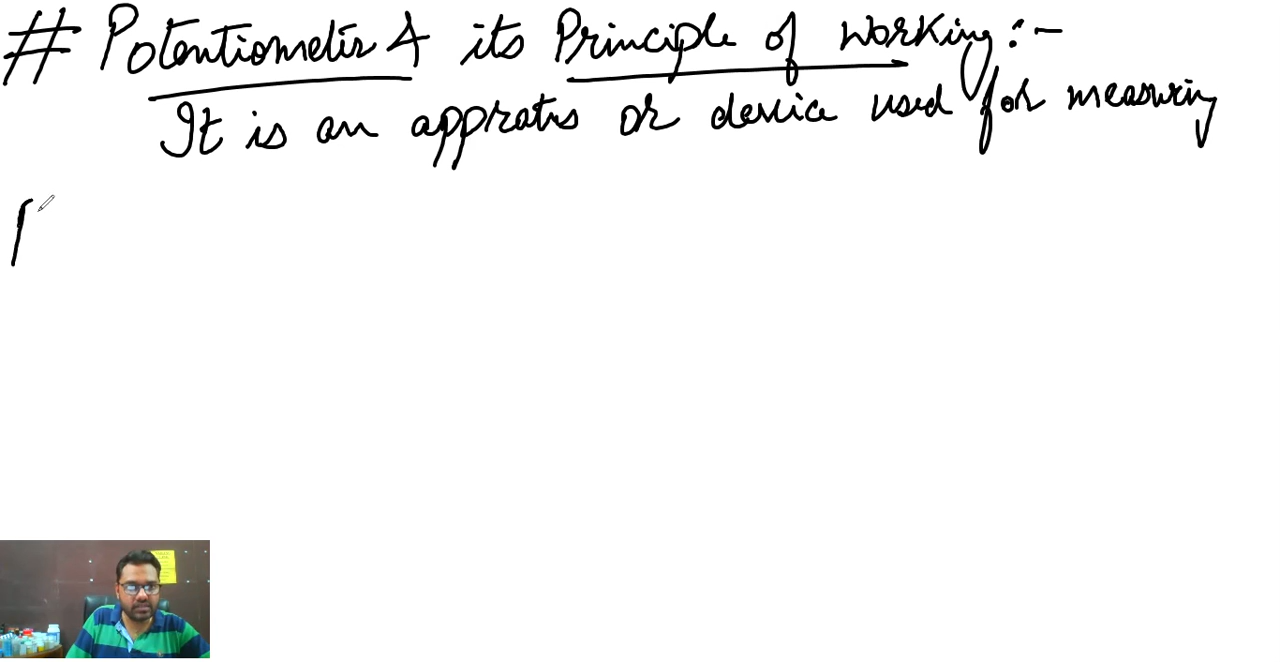 # Potentiometer & its Principle of working :-
It is an appratus or device used for measuring